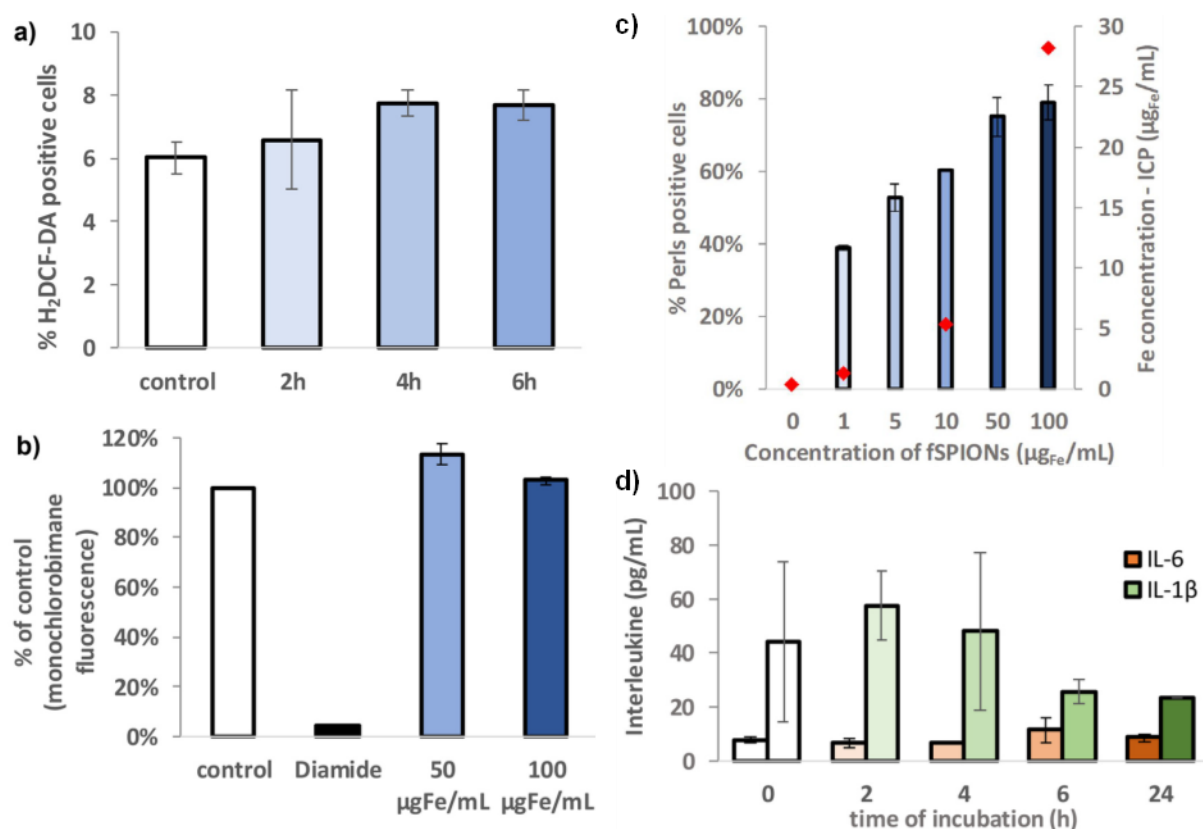 a)
% H₂DCF-DA positive cells
8
6
4
2
0
10
control
2h
4h
6h
b)
% of control
(monochlorobimane
fluorescence)
120%
100%
80%
60%
40%
20%
0%
control
Diamide
50
µgFe/mL
100
µgFe/mL
c)
% Perls positive cells
100%
80%
60%
40%
20%
0%
Fe concentration - ICP (µgFe/mL)
30
25
20
15
10
5
0
0
1
5
10
50
100
Concentration of fSPIONs (µgFe/mL)
d)
Interleukine (pg/mL)
100
80
60
40
20
0
IL-6
IL-1β
0
2
4
6
24
time of incubation (h)